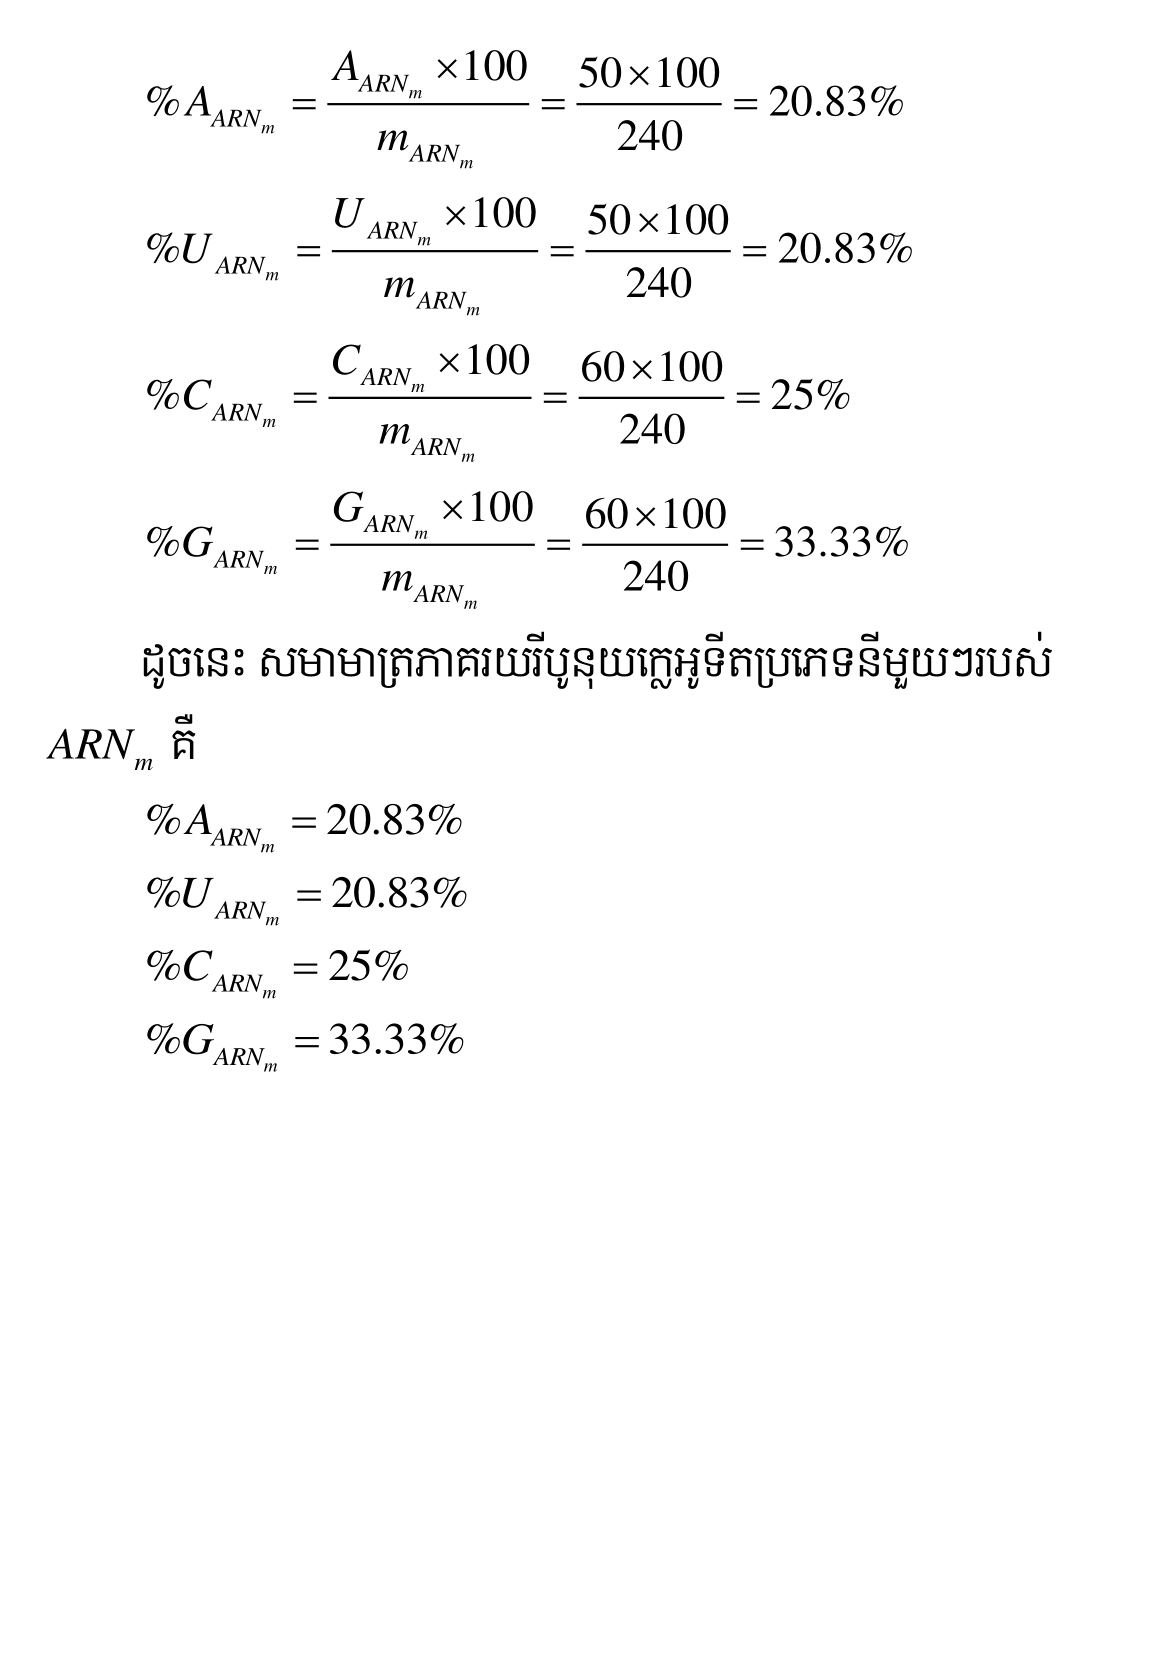 $\%A_{ARN_m} = \frac{A_{ARN_m} \times 100}{m_{ARN_m}} = \frac{50 \times 100}{240} = 20.83\%$
$\%U_{ARN_m} = \frac{U_{ARN_m} \times 100}{m_{ARN_m}} = \frac{50 \times 100}{240} = 20.83\%$
$\%C_{ARN_m} = \frac{C_{ARN_m} \times 100}{m_{ARN_m}} = \frac{60 \times 100}{240} = 25\%$
$\%G_{ARN_m} = \frac{G_{ARN_m} \times 100}{m_{ARN_m}} = \frac{60 \times 100}{240} = 33.33\%$
ដូចនេះ សមាមាត្រភាគរយរីបូនុយក្លេអូទីតប្រភេទនីមួយៗរបស់
$ARN_m$ គឺ
$\%A_{ARN_m} = 20.83\%$
$\%U_{ARN_m} = 20.83\%$
$\%C_{ARN_m} = 25\%$
$\%G_{ARN_m} = 33.33\%$